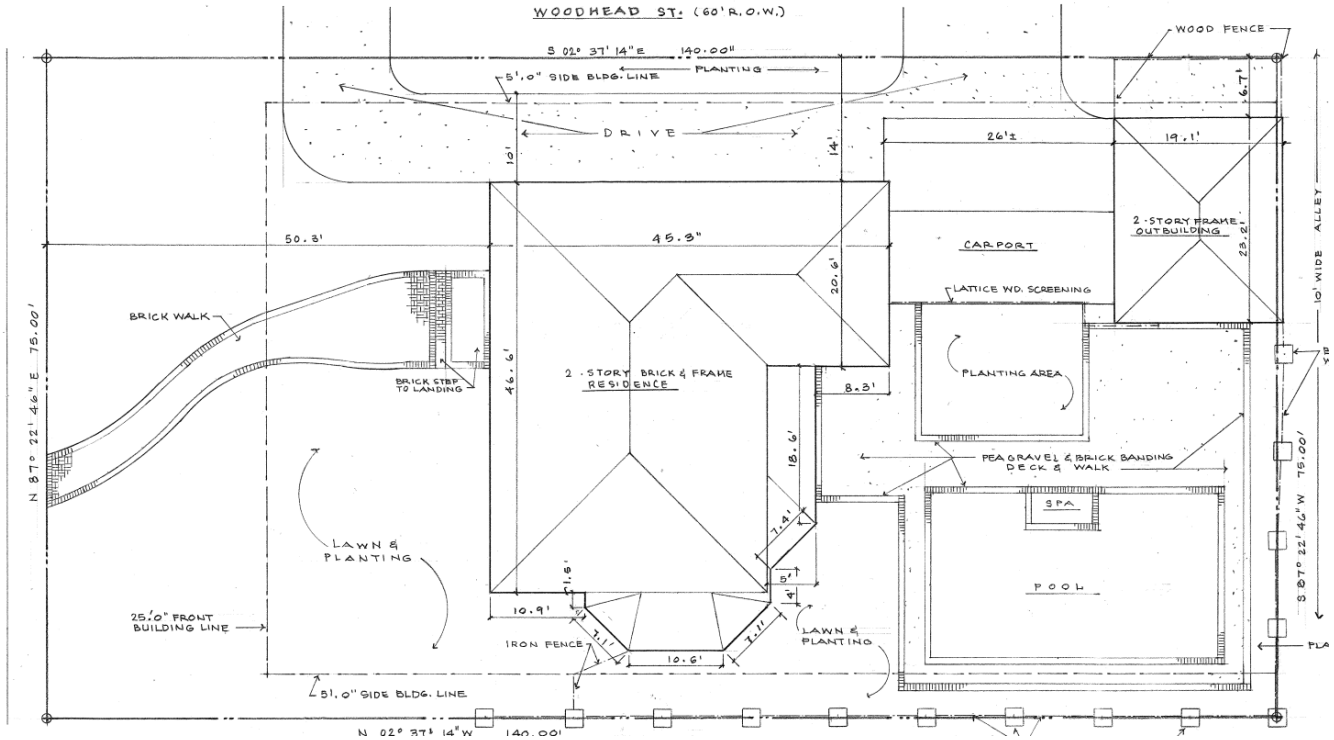 WOODHEAD ST. (60' R.O.W.)
WOOD FENCE
S 02° 37' 14" E 140.00"
PLANTING
5'.0" SIDE BLDG. LINE
6.7'
DRIVE
10'
14'
26'±
19.1'
10' WIDE ALLEY
2-STORY FRAME
OUTBUILDING
23.2'
50.3'
45.3"
CARPORT
20.6'
LATTICE WD. SCREENING
BRICK WALK
N 87° 22' 46" E 75.00'
BRICK STEP
TO LANDING
46.6'
2-STORY BRICK & FRAME
RESIDENCE
PLANTING AREA
8.3'
18.6'
PEA GRAVEL & BRICK BANDING
DECK & WALK
S 87° 22' 46" W 75.00'
SPA
7.4'
LAWN &
PLANTING
POOL
5'
4'
1.5'
10.9'
25'.0" FRONT
BUILDING LINE
7.1'
7.1'
LAWN &
PLANTING
IRON FENCE
10.6'
PLA
5'.0" SIDE BLDG. LINE
N 02° 37' 14" W 140.00'